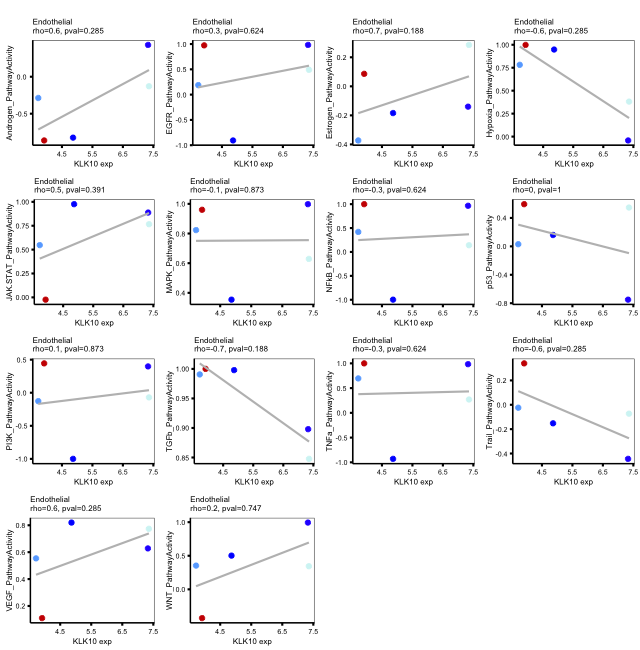 Endothelial
rho=0.6, pval=0.285
Androgen_PathwayActivity
0.0
-0.5
4.5 5.5 6.5 7.5
KLK10 exp
Endothelial
rho=0.3, pval=0.624
EGFR_PathwayActivity
1.0
0.5
0.0
-0.5
-1.0
4.5 5.5 6.5 7.5
KLK10 exp
Endothelial
rho=0.7, pval=0.188
Estrogen_PathwayActivity
0.2
0.0
-0.2
-0.4
4.5 5.5 6.5 7.5
KLK10 exp
Endothelial
rho=-0.6, pval=0.285
Hypoxia_PathwayActivity
1.00
0.75
0.50
0.25
0.00
4.5 5.5 6.5 7.5
KLK10 exp
Endothelial
rho=0.5, pval=0.391
JAK.STAT_PathwayActivity
1.00
0.75
0.50
0.25
0.00
4.5 5.5 6.5 7.5
KLK10 exp
Endothelial
rho=-0.1, pval=0.873
MAPK_PathwayActivity
1.0
0.8
0.6
0.4
4.5 5.5 6.5 7.5
KLK10 exp
Endothelial
rho=-0.3, pval=0.624
NFkB_PathwayActivity
1.0
0.5
0.0
-0.5
-1.0
4.5 5.5 6.5 7.5
KLK10 exp
Endothelial
rho=0, pval=1
p53_PathwayActivity
0.4
0.0
-0.4
-0.8
4.5 5.5 6.5 7.5
KLK10 exp
Endothelial
rho=0.1, pval=0.873
PI3K_PathwayActivity
0.5
0.0
-0.5
-1.0
4.5 5.5 6.5 7.5
KLK10 exp
Endothelial
rho=-0.7, pval=0.188
TGFb_PathwayActivity
1.00
0.95
0.90
0.85
4.5 5.5 6.5 7.5
KLK10 exp
Endothelial
rho=-0.3, pval=0.624
TNFa_PathwayActivity
1.0
0.5
0.0
-0.5
-1.0
4.5 5.5 6.5 7.5
KLK10 exp
Endothelial
rho=-0.6, pval=0.285
Trail_PathwayActivity
0.2
0.0
-0.2
-0.4
4.5 5.5 6.5 7.5
KLK10 exp
Endothelial
rho=0.6, pval=0.285
VEGF_PathwayActivity
0.8
0.6
0.4
0.2
4.5 5.5 6.5 7.5
KLK10 exp
Endothelial
rho=0.2, pval=0.747
WNT_PathwayActivity
1.0
0.5
0.0
4.5 5.5 6.5 7.5
KLK10 exp